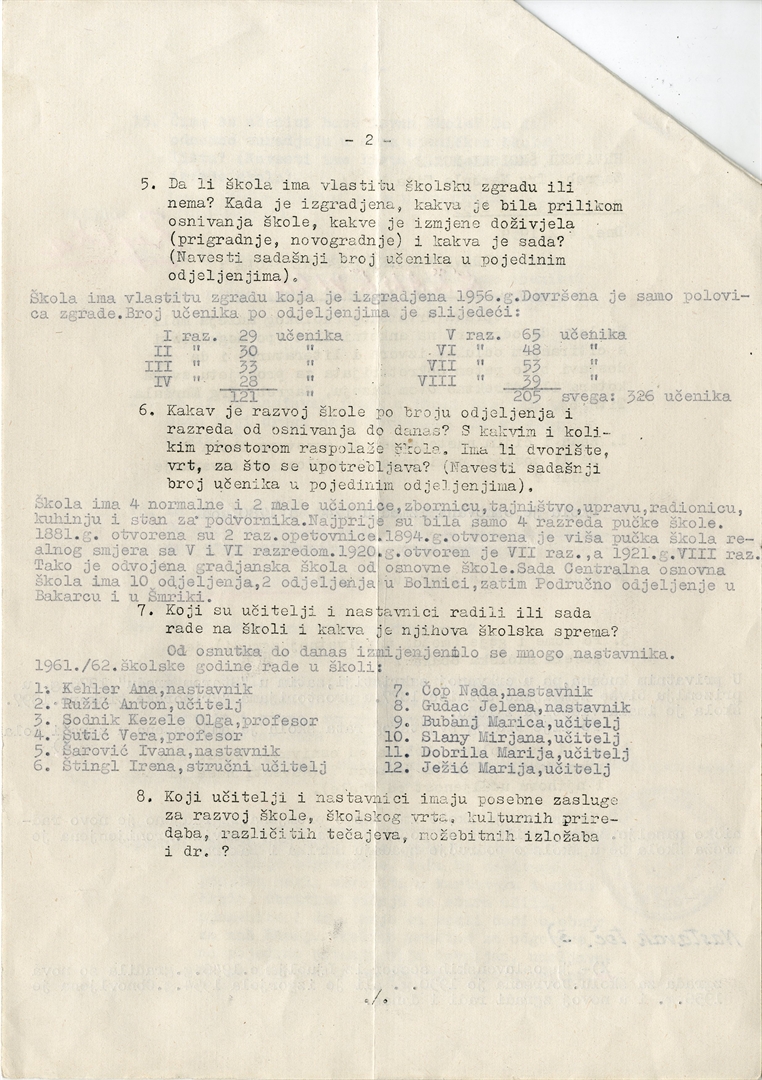 - 2 -
5. Da li škola ima vlastitu školsku zgradu ili
nema? Kada je izgradjena, kakva je bila prilikom
osnivanja škole, kakve je izmjene doživjela
(prigradnje, novogradnje) i kakva je sada?
(Navesti sadašnji broj učenika u pojedinim
odjeljenjima).
Škola ima vlastitu zgradu koja je izgradjena 1956.g.Dovršena je samo polovi-
ca zgrade.Broj učenika po odjeljenjima je slijedeći:
I raz. 29 učenika V raz. 65 učenika
II " 30 " VI " 48 "
III " 33 " VII " 53 "
IV " 28 " VIII " 39 "
121 " 205 svega: 326 učenika
6. Kakav je razvoj škole po broju odjeljenja i
razreda od osnivanja do danas? S kakvim i koli-
kim prostorom raspolaže škola. Ima li dvorište,
vrt, za što se upotrebljava? (Navesti sadašnji
broj učenika u pojedinim odjeljenjima).
Škola ima 4 normalne i 2 male učionice,zbornicu,tajništvo,upravu,radionicu,
kuhinju i stan za podvornika.Najprije su bila samo 4 razreda pučke škole.
1881.g. otvorena su 2 raz.opetovnice.1894.g.otvorena je viša pučka škola re-
alnog smjera sa V i VI razredom.1920.g.otvoren je VII raz.,a 1921.g.VIII raz.
Tako je odvojena gradjanska škola od osnovne škole.Sada Centralna osnovna
škola ima 10 odjeljenja,2 odjeljenja u Bolnici,zatim Područno odjeljenje u
Bakarcu i u Šmriki.
7. Koji su učitelji i nastavnici radili ili sada
rade na školi i kakva je njihova školska sprema?
Od osnutka do danas izmijenjenilo se mnogo nastavnika.
1961./62.školske godine rade u školi:
1. Kehler Ana,nastavnik 7. Čop Nada,nastavnik
2. Ružić Anton,učitelj 8. Gudac Jelena,nastavnik
3. Sodnik Kezele Olga,profesor 9. Bubanj Marica,učitelj
4. Šutić Vera,profesor 10. Slany Mirjana,učitelj
5. Šarović Ivana,nastavnik 11. Dobrila Marija,učitelj
6. Štingl Irena,stručni učitelj 12. Ježić Marija,učitelj
8. Koji učitelji i nastavnici imaju posebne zasluge
za razvoj škole, školskog vrta, kulturnih prire-
daba, različitih tečajeva, možebitnih izložaba
i dr. ?
./.